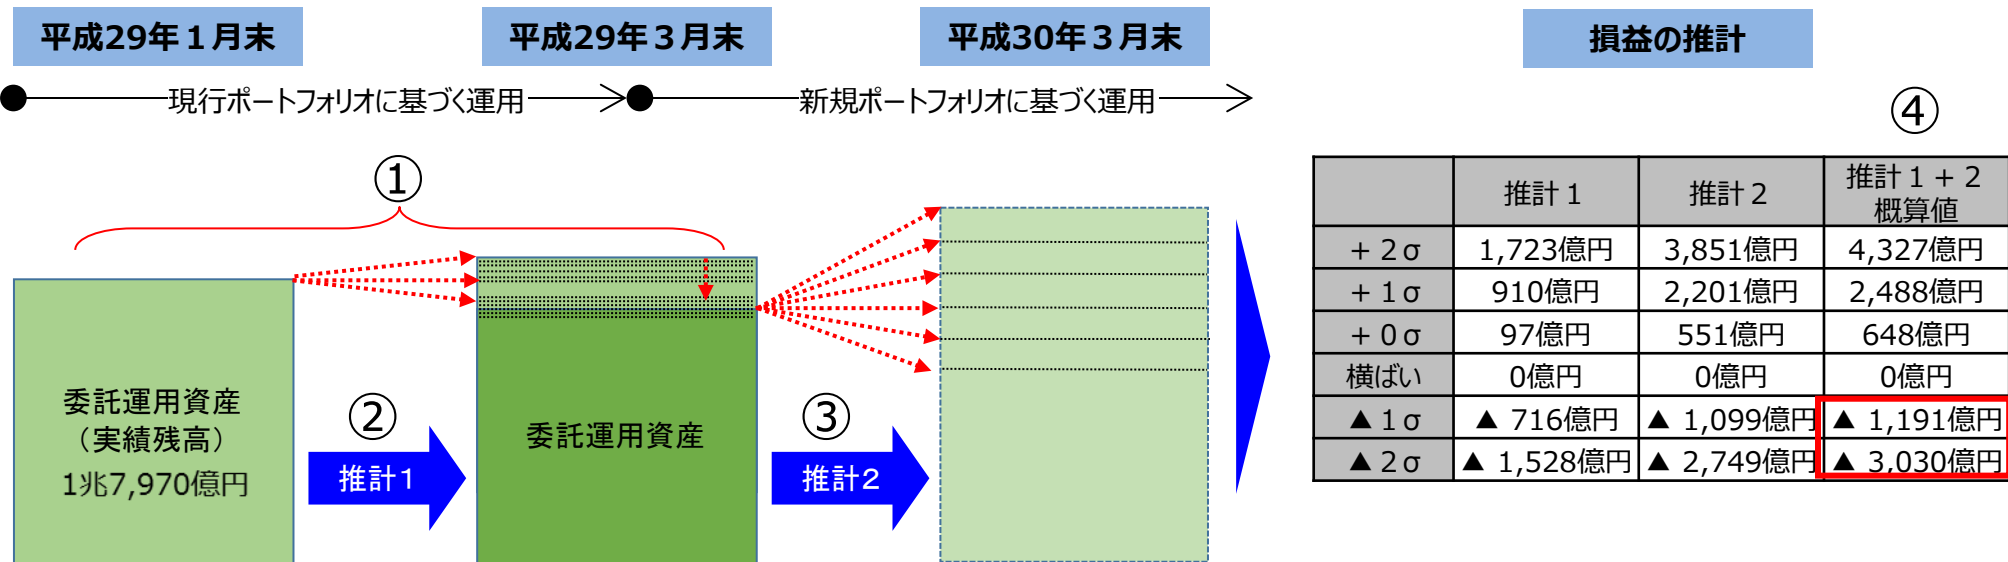 平成29年１月末
平成29年３月末
平成30年３月末
損益の推計
現行ポートフォリオに基づく運用
新規ポートフォリオに基づく運用
①
④
委託運用資産
（実績残高）
1兆7,970億円
②
推計1
委託運用資産
③
推計2
推計１ 推計２ 推計１＋２
概算値
＋２σ 1,723億円 3,851億円 4,327億円
＋１σ 910億円 2,201億円 2,488億円
＋０σ 97億円 551億円 648億円
横ばい 0億円 0億円 0億円
▲１σ ▲ 716億円 ▲ 1,099億円 ▲ 1,191億円
▲２σ ▲ 1,528億円 ▲ 2,749億円 ▲ 3,030億円